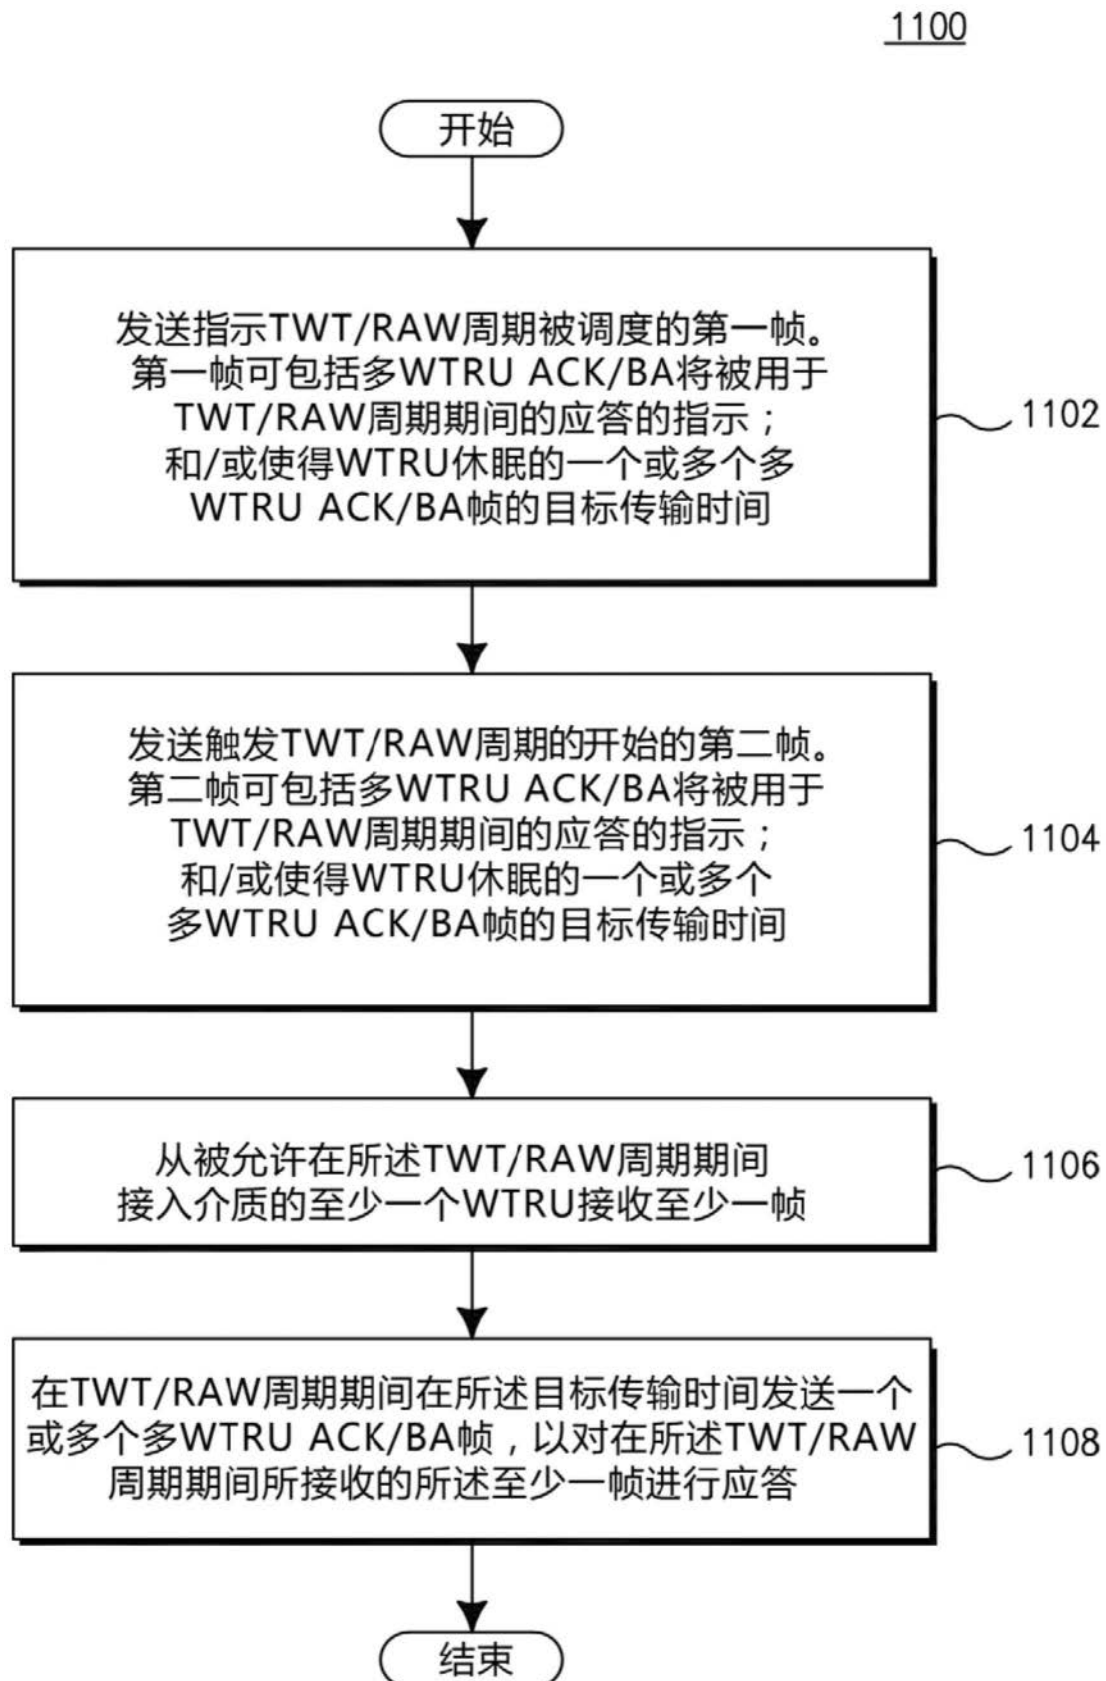 1100
开始
发送指示TWT/RAW周期被调度的第一帧。
第一帧可包括多WTRU ACK/BA将被用于
TWT/RAW周期期间的应答的指示；
和/或使得WTRU休眠的一个或多个多
WTRU ACK/BA帧的目标传输时间
1102
发送触发TWT/RAW周期的开始的第二帧。
第二帧可包括多WTRU ACK/BA将被用于
TWT/RAW周期期间的应答的指示；
和/或使得WTRU休眠的一个或多个
多WTRU ACK/BA帧的目标传输时间
1104
从被允许在所述TWT/RAW周期期间
接入介质的至少一个WTRU接收至少一帧
1106
在TWT/RAW周期期间在所述目标传输时间发送一个
或多个多WTRU ACK/BA帧，以对在所述TWT/RAW
周期期间所接收的所述至少一帧进行应答
1108
结束